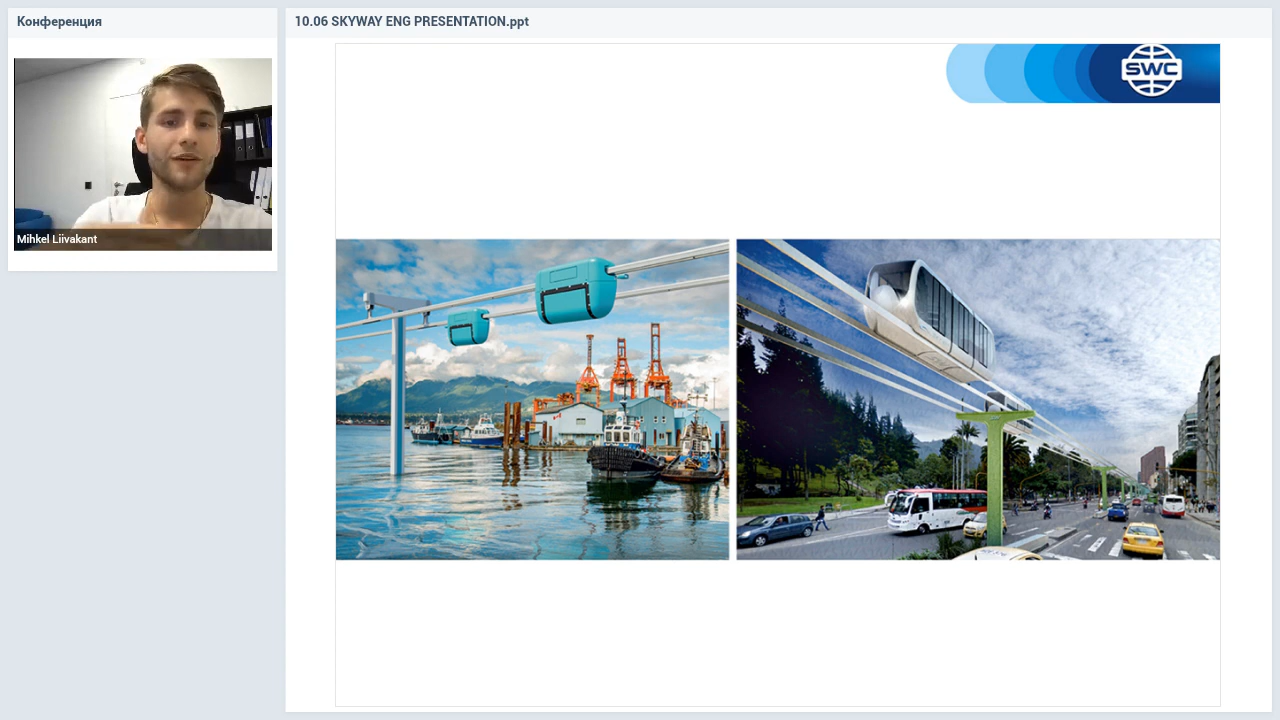 Конференция
Mihkel Liivakant
10.06 SKYWAY ENG PRESENTATION.ppt
SWC